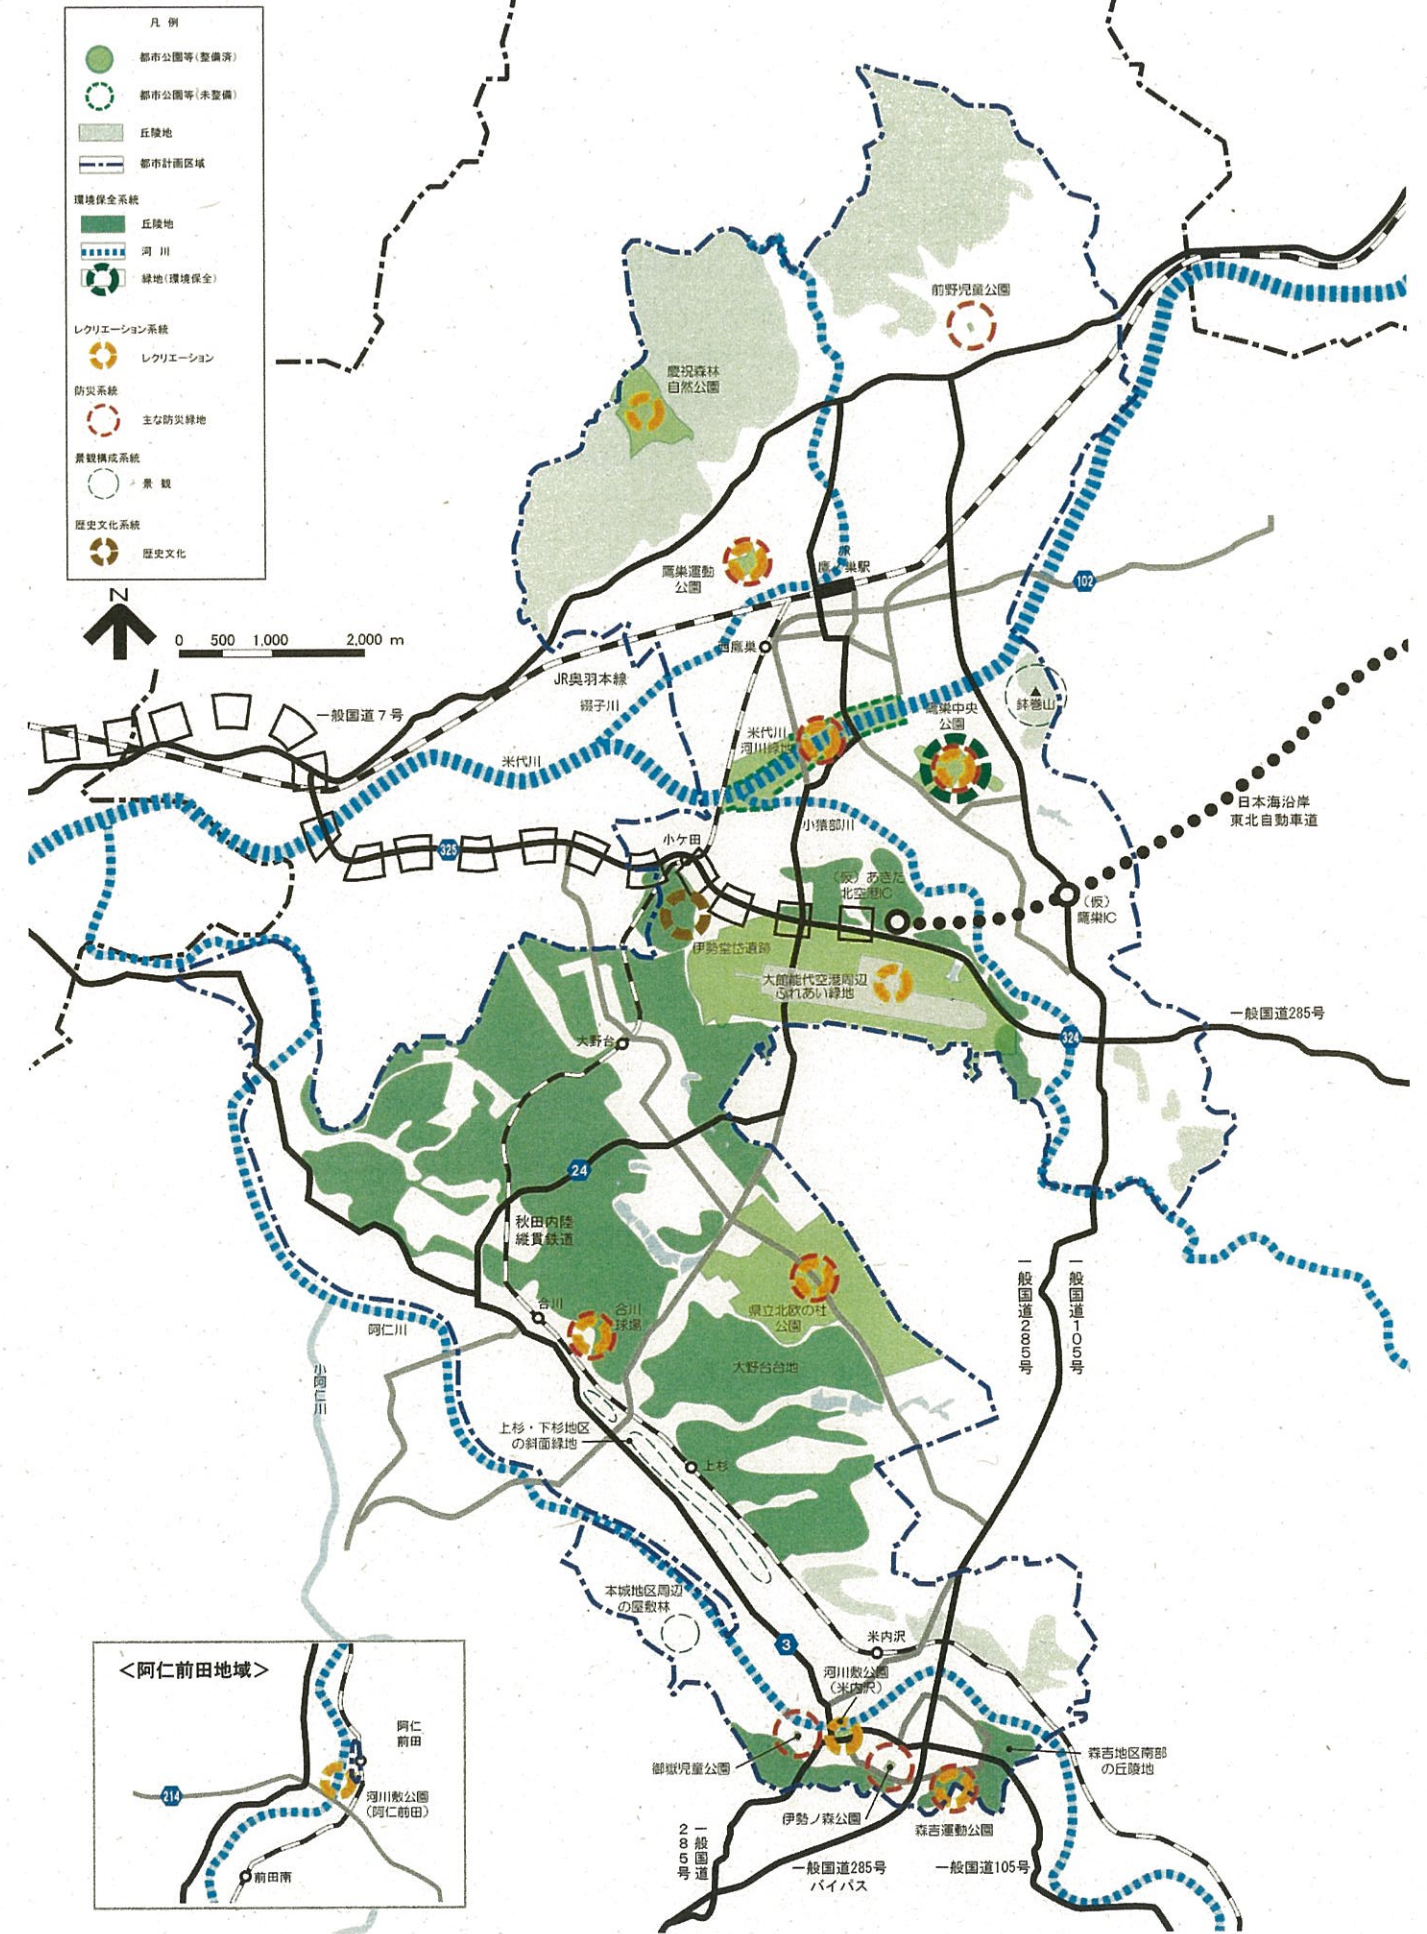 凡 例
都市公園等(整備済)
都市公園等(未整備)
丘陵地
都市計画区域
環境保全系統
丘陵地
河 川
緑地(環境保全)
レクリエーション系統
レクリエーション
防災系統
主な防災緑地
景観構成系統
景 観
歴史文化系統
歴史文化
N
0 500 1,000 2,000 m
前野児童公園
慶祝森林
自然公園
鷹巣運動
公園
JR
鷹ノ巣駅
102
西鷹巣
JR奥羽本線
綴子川
一般国道7号
米代川
米代川
河川緑地
鷹巣中央
公園
鉢巻山
日本海沿岸
東北自動車道
小ケ田
325
小猿部川
(仮)あきた
北空港IC
(仮)
鷹巣IC
伊勢堂岱遺跡
大館能代空港周辺
ふれあい緑地
一般国道285号
324
大野台
24
秋田内陸
縦貫鉄道
合川
合川
球場
県立北欧の杜
公園
大野台台地
一般国道285号
一般国道105号
阿仁川
小阿仁川
上杉・下杉地区
の斜面緑地
上杉
本城地区周辺
の屋敷林
3
米内沢
河川敷公園
(米内沢)
御嶽児童公園
伊勢ノ森公園
森吉運動公園
森吉地区南部
の丘陵地
一般国道
285号
一般国道285号
バイパス
一般国道105号
<阿仁前田地域>
阿仁
前田
214
河川敷公園
(阿仁前田)
前田南